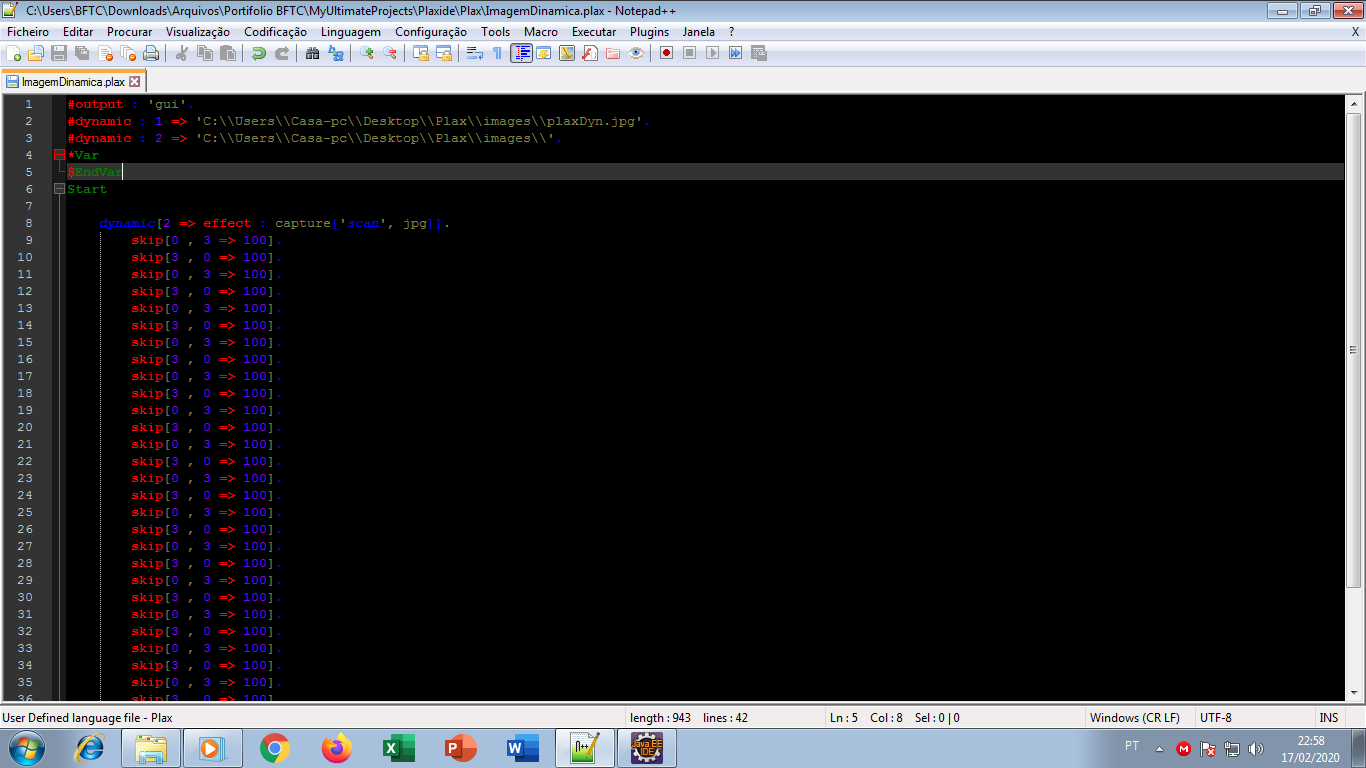 C:\Users\BFTC\Downloads\Arquivos\Portifolio BFTC\MyUltimateProjects\Plaxide\Plax\ImagemDinamica.plax - Notepad++
Ficheiro Editar Procurar Visualização Codificação Linguagem Configuração Tools Macro Executar Plugins Janela ? X
ImagemDinamica.plax
1 #output : 'gui'.
2 #dynamic : 1 => 'C:\\Users\\Casa-pc\\Desktop\\Plax\\images\\plaxDyn.jpg'.
3 #dynamic : 2 => 'C:\\Users\\Casa-pc\\Desktop\\Plax\\images\\'.
4 *Var
5 $EndVar
6 Start
7
8 dynamic[2 => effect : capture{'scan', jpg}].
9 skip[0 , 3 => 100].
10 skip[3 , 0 => 100].
11 skip[0 , 3 => 100].
12 skip[3 , 0 => 100].
13 skip[0 , 3 => 100].
14 skip[3 , 0 => 100].
15 skip[0 , 3 => 100].
16 skip[3 , 0 => 100].
17 skip[0 , 3 => 100].
18 skip[3 , 0 => 100].
19 skip[0 , 3 => 100].
20 skip[3 , 0 => 100].
21 skip[0 , 3 => 100].
22 skip[3 , 0 => 100].
23 skip[0 , 3 => 100].
24 skip[3 , 0 => 100].
25 skip[0 , 3 => 100].
26 skip[3 , 0 => 100].
27 skip[0 , 3 => 100].
28 skip[3 , 0 => 100].
29 skip[0 , 3 => 100].
30 skip[3 , 0 => 100].
31 skip[0 , 3 => 100].
32 skip[3 , 0 => 100].
33 skip[0 , 3 => 100].
34 skip[3 , 0 => 100].
35 skip[0 , 3 => 100].
36 skip[3 , 0 => 100].
User Defined language file - Plax length : 943 lines : 42 Ln : 5 Col : 8 Sel : 0 | 0 Windows (CR LF) UTF-8 INS
Java EE IDE
PT
22:58
17/02/2020